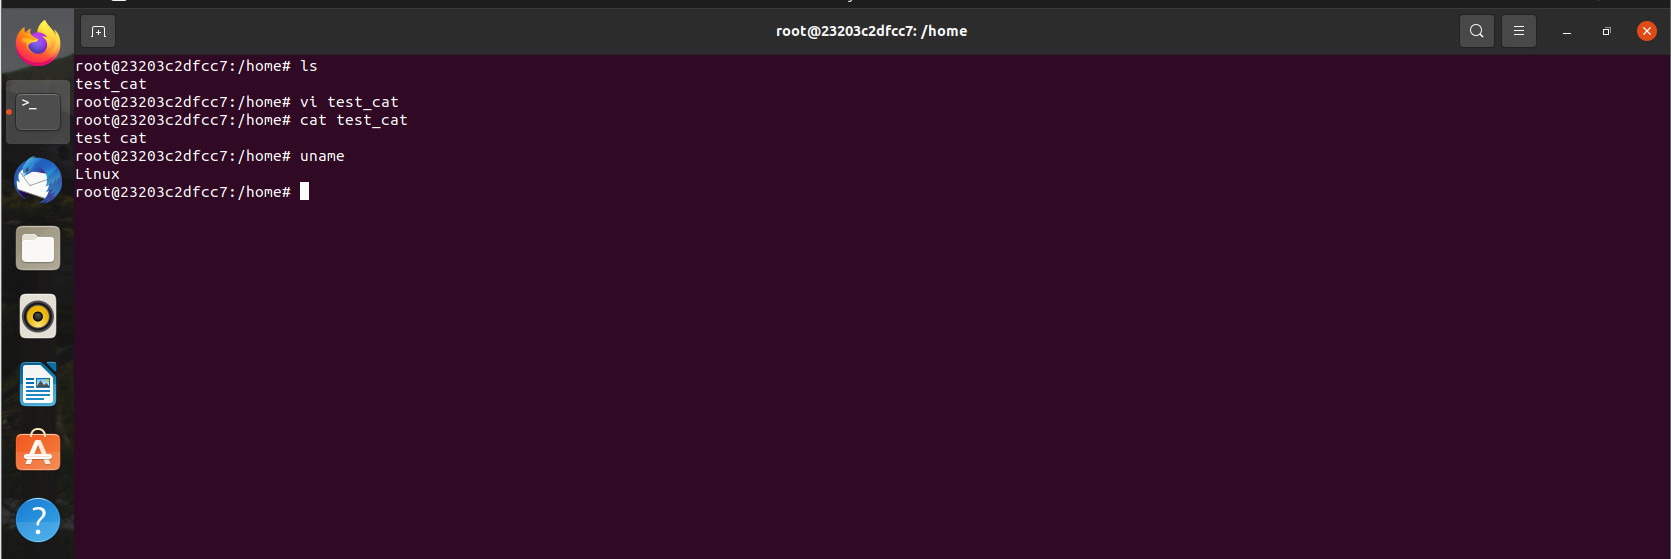 root@23203c2dfcc7: /home
root@23203c2dfcc7:/home# ls
test_cat
root@23203c2dfcc7:/home# vi test_cat
root@23203c2dfcc7:/home# cat test_cat
test cat
root@23203c2dfcc7:/home# uname
Linux
root@23203c2dfcc7:/home#
>_
A
?